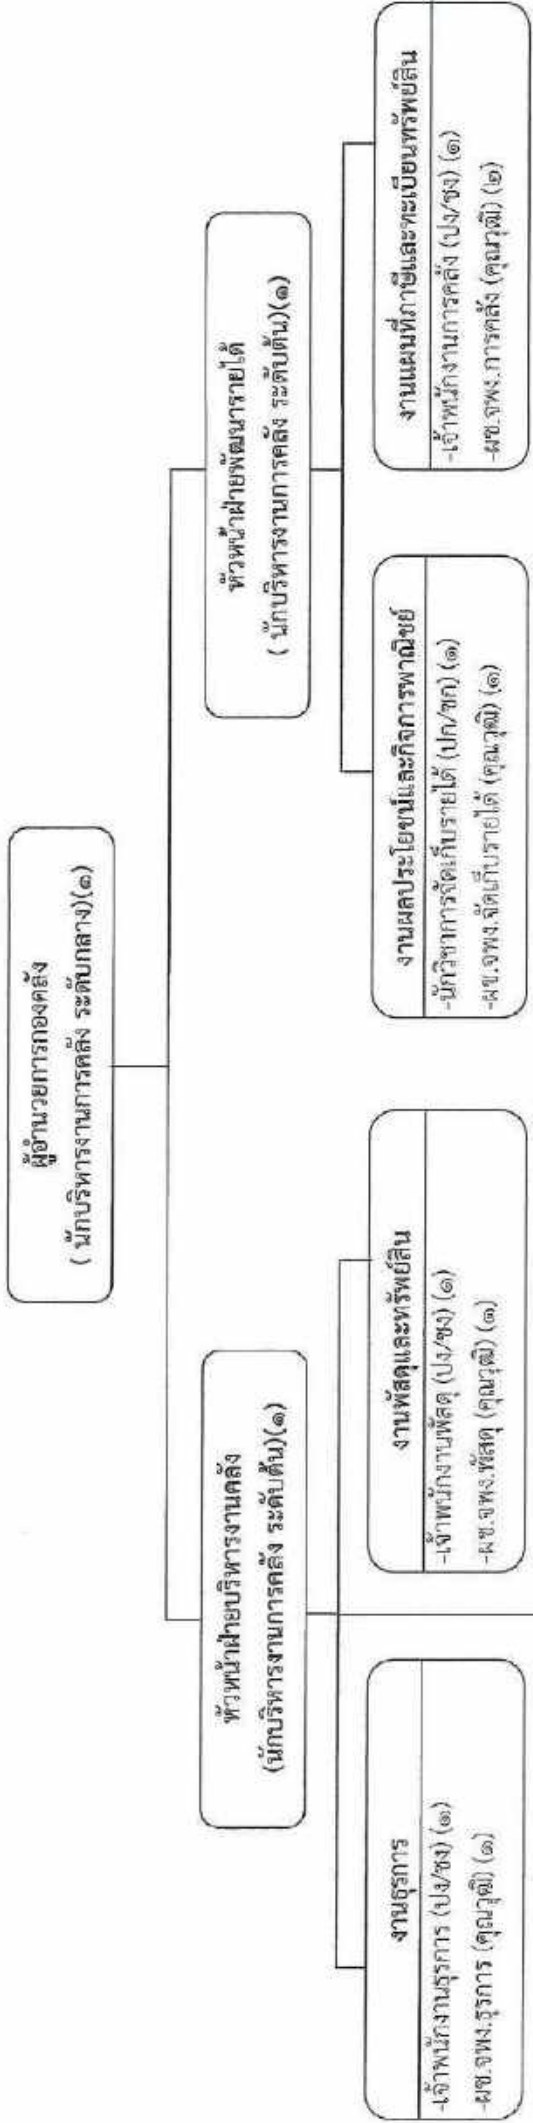 ผู้อำนวยการกองคลัง
( นักบริหารงานการคลัง ระดับกลาง)(๑)
หัวหน้าฝ่ายบริหารงานคลัง
(นักบริหารงานการคลัง ระดับต้น)(๑)
หัวหน้าฝ่ายพัฒนารายได้
( นักบริหารงานการคลัง ระดับต้น)(๑)
งานธุรการ
-เจ้าพนักงานธุรการ (ปง/ชง) (๑)
-ผช.จพง.ธุรการ (คุณวุฒิ) (๑)
งานพัสดุและทรัพย์สิน
-เจ้าพนักงานพัสดุ (ปง/ชง) (๑)
-ผช.จพง.พัสดุ (คุณวุฒิ) (๑)
งานผลประโยชน์และกิจการพาณิชย์
-นักวิชาการจัดเก็บรายได้ (ปก/ชก) (๑)
-ผช.จพง.จัดเก็บรายได้ (คุณวุฒิ) (๑)
งานแผนที่ภาษีและทะเบียนทรัพย์สิน
-เจ้าพนักงานการคลัง (ปง/ชง) (๑)
-ผช.จพง.การคลัง (คุณวุฒิ) (๒)